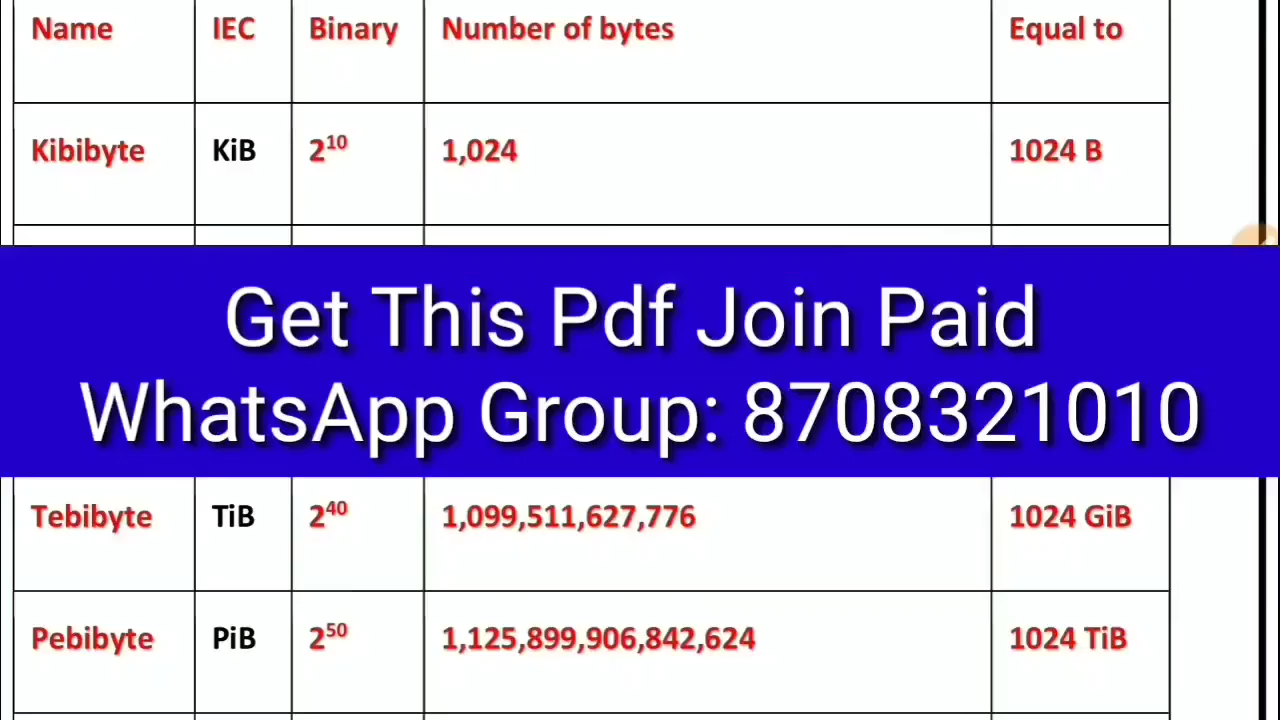 Name IEC Binary Number of bytes Equal to
Kibibyte KiB 2¹⁰ 1,024 1024 B
Get This Pdf Join Paid
WhatsApp Group: 8708321010
Tebibyte TiB 2⁴⁰ 1,099,511,627,776 1024 GiB
Pebibyte PiB 2⁵⁰ 1,125,899,906,842,624 1024 TiB